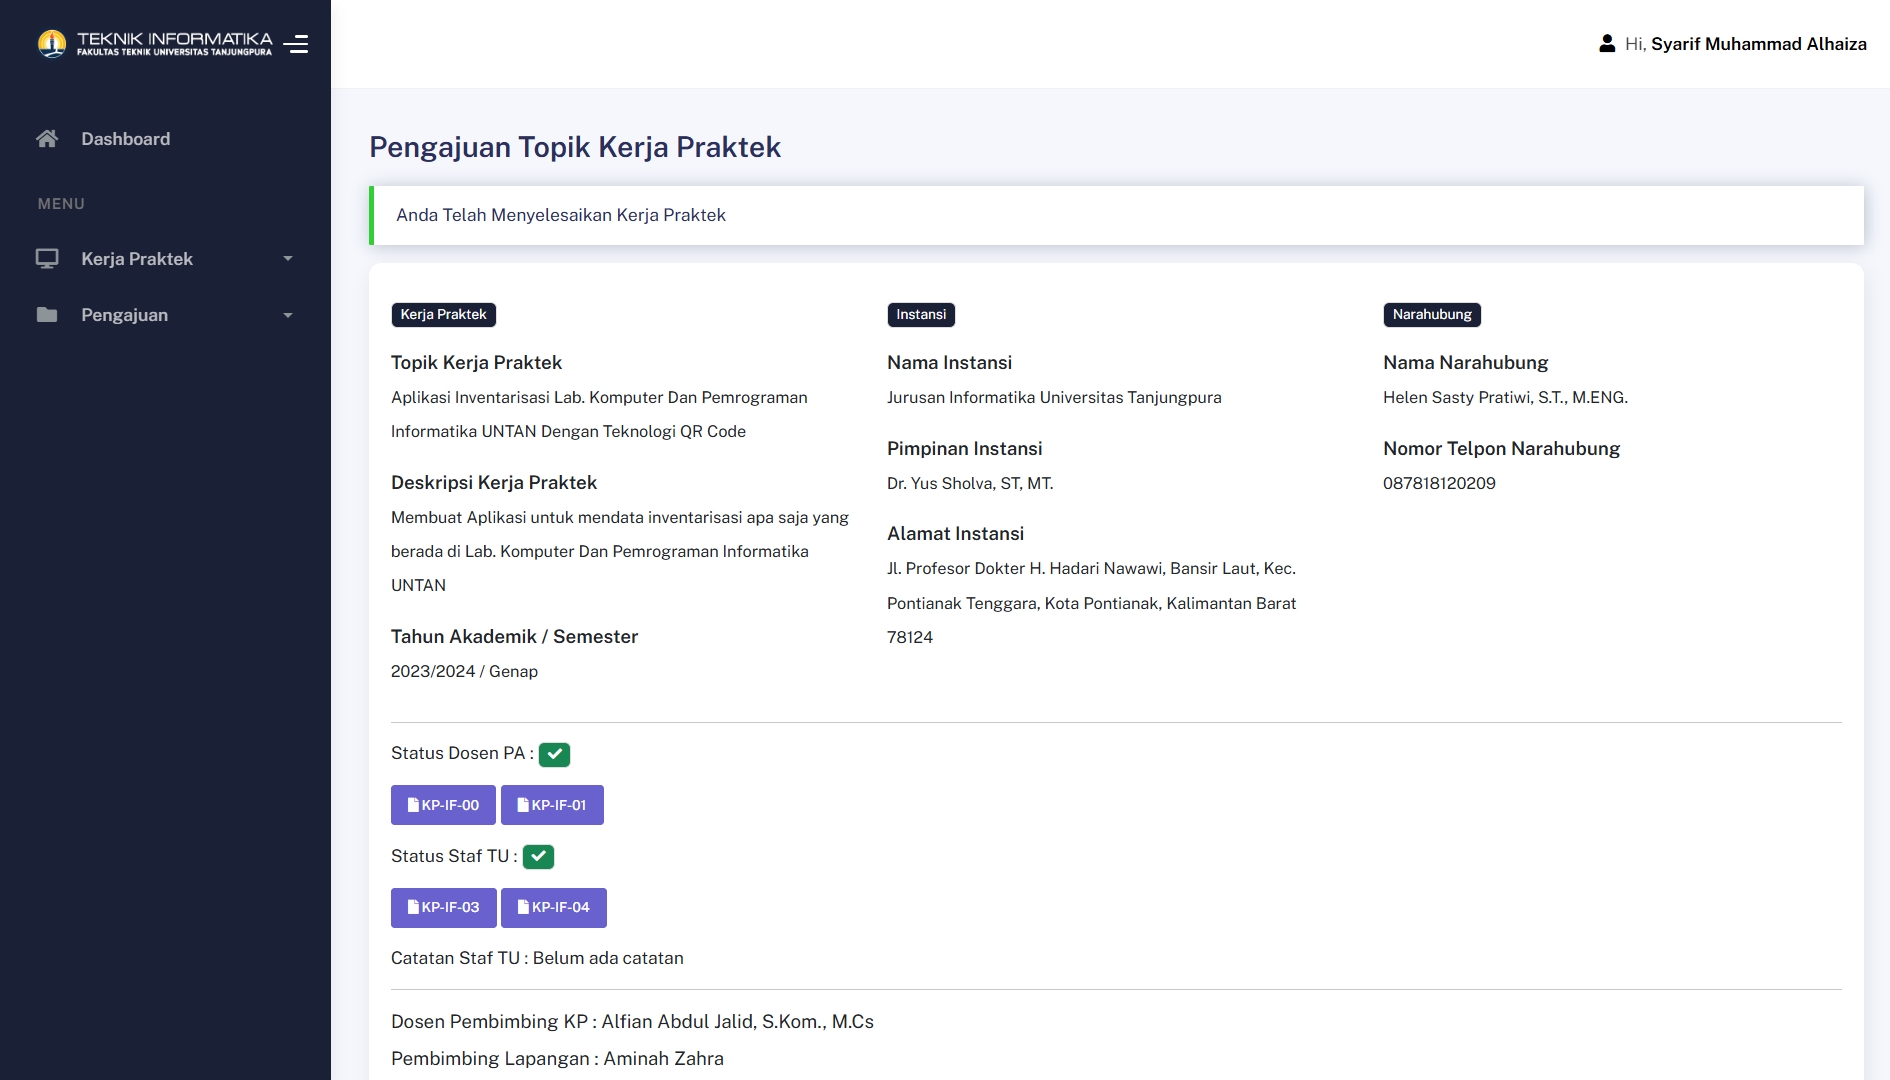 TEKNIK INFORMATIKA
FAKULTAS TEKNIK UNIVERSITAS TANJUNGPURA
Hi, Syarif Muhammad Alhaiza
Dashboard
MENU
Kerja Praktek
Pengajuan
Pengajuan Topik Kerja Praktek
Anda Telah Menyelesaikan Kerja Praktek
Kerja Praktek
Topik Kerja Praktek
Aplikasi Inventarisasi Lab. Komputer Dan Pemrograman
Informatika UNTAN Dengan Teknologi QR Code
Deskripsi Kerja Praktek
Membuat Aplikasi untuk mendata inventarisasi apa saja yang
berada di Lab. Komputer Dan Pemrograman Informatika
UNTAN
Tahun Akademik / Semester
2023/2024 / Genap
Instansi
Nama Instansi
Jurusan Informatika Universitas Tanjungpura
Pimpinan Instansi
Dr. Yus Sholva, ST, MT.
Alamat Instansi
Jl. Profesor Dokter H. Hadari Nawawi, Bansir Laut, Kec.
Pontianak Tenggara, Kota Pontianak, Kalimantan Barat
78124
Narahubung
Nama Narahubung
Helen Sasty Pratiwi, S.T., M.ENG.
Nomor Telpon Narahubung
087818120209
Status Dosen PA :
KP-IF-00 KP-IF-01
Status Staf TU :
KP-IF-03 KP-IF-04
Catatan Staf TU : Belum ada catatan
Dosen Pembimbing KP : Alfian Abdul Jalid, S.Kom., M.Cs
Pembimbing Lapangan : Aminah Zahra